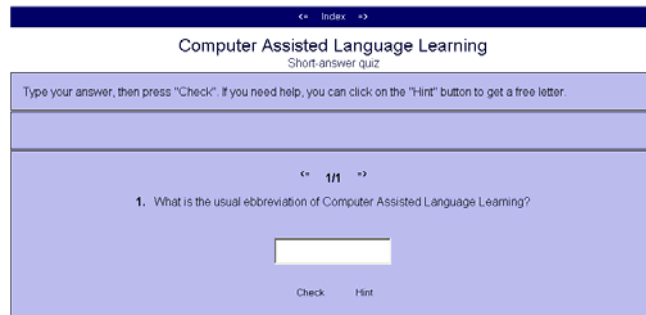 <= Index =>
Computer Assisted Language Learning
Short-answer quiz
Type your answer, then press "Check". If you need help, you can click on the "Hint" button to get a free letter.
<= 1/1 =>
1. What is the usual ebbreviation of Computer Assisted Language Learning?
Check Hint